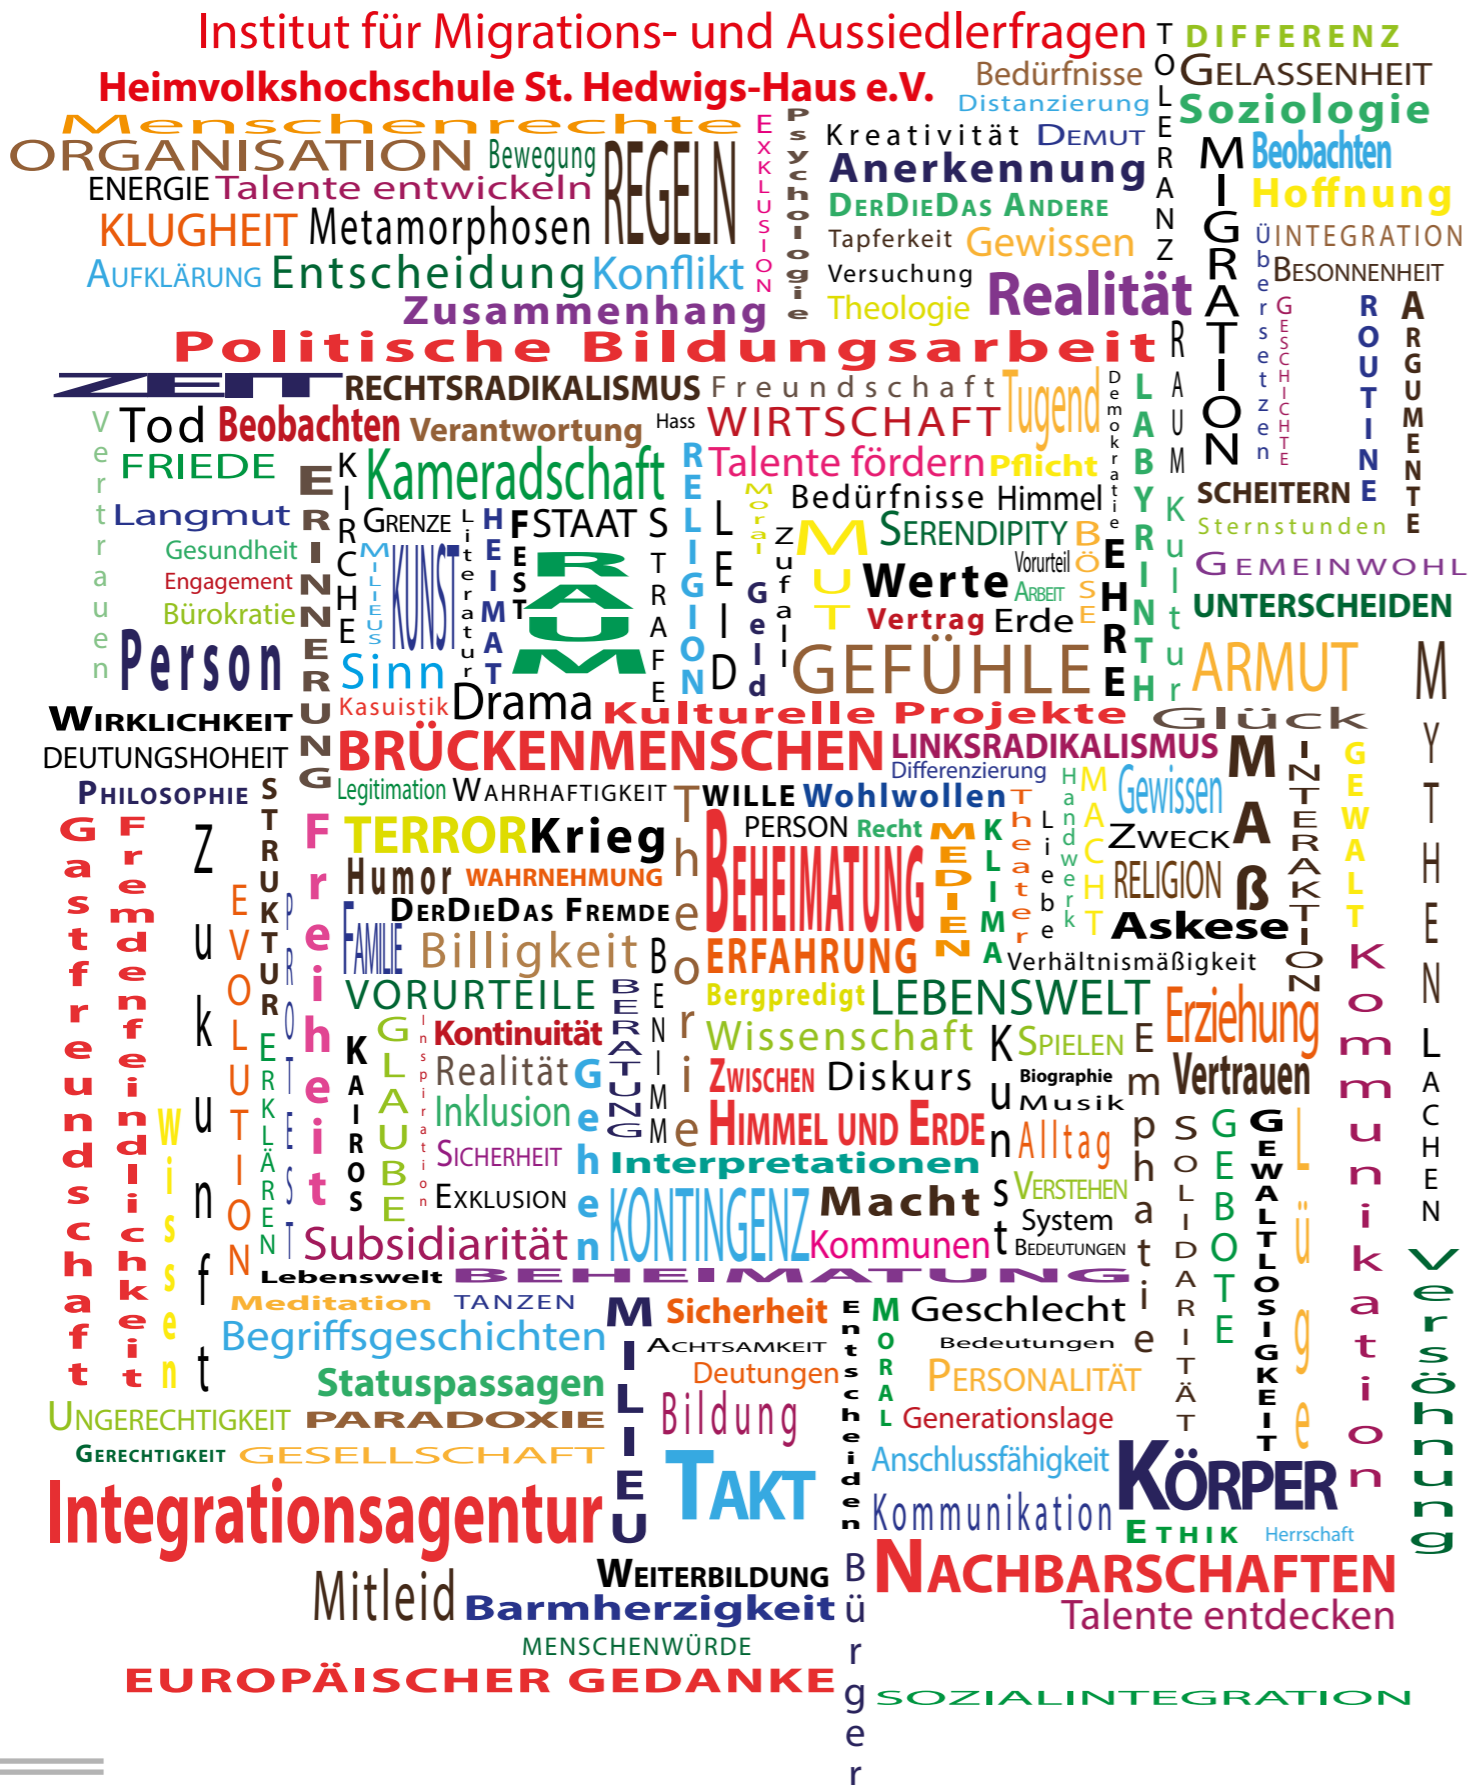 Institut für Migrations- und Aussiedlerfragen
TOLERANZ
DIFFERENZ
Heimvolkshochschule St. Hedwigs-Haus e.V.
Bedürfnisse
GELASSENHEIT
Distanzierung
Soziologie
Menschenrechte
EXKLUSION
Psychologie
Kreativität
DEMUT
MIGRATION
Beobachten
ORGANISATION
Bewegung
REGELN
Anerkennung
ENERGIE
Talente entwickeln
DERDIEDAS ANDERE
Hoffnung
KLUGHEIT
Metamorphosen
Tapferkeit
Gewissen
Übersetzen
INTEGRATION
AUFKLÄRUNG
Entscheidung
Konflikt
Versuchung
Realität
BESONNENHEIT
Zusammenhang
Theologie
GESCHICHTE
ROUTINE
ARGUMENTE
Politische Bildungsarbeit
RAUM
ZEIT
RECHTSRADIKALISMUS
Freundschaft
Tugend
Demokratie
LABYRINTH
Vertrauen
Tod
Beobachten
Verantwortung
Hass
WIRTSCHAFT
FRIEDE
ERINNERUNG
KIRCHE
Kameradschaft
RELIGION
Talente fördern
Pflicht
Moral
Bedürfnisse
Himmel
SCHEITERN
Langmut
GRENZE
Literatur
HEIMAT
FEST
STAAT
STRAFE
LEID
Zufall
MUT
SERENDIPITY
BÖSE
Kultur
Sternstunden
Gesundheit
MILIEUS
KUNST
RAUM
Vorurteil
EHRE
GEMEINWOHL
Engagement
Geld
Werte
ARBEIT
UNTERSCHEIDEN
Bürokratie
Vertrag
Erde
Person
Sinn
GEFÜHLE
ARMUT
MYTHEN
Kasuistik
Drama
Kulturelle Projekte
Glück
WIRKLICHKEIT
BRÜCKENMENSCHEN
LINKSRADIKALISMUS
MAß
INTERAKTION
GEWALT
DEUTUNGSHOHEIT
Differenzierung
Handwerk
MACHT
Gewissen
PHILOSOPHIE
STRUKTUR
Legitimation
WAHRHAFTIGKEIT
Theorie
WILLE
Wohlwollen
Theater
Gastfreundschaft
Fremdenfeindlichkeit
Zukunft
Freiheit
TERROR
Krieg
BEHEIMATUNG
PERSON
Recht
MEDIEN
KLIMA
Liebe
ZWECK
Humor
WAHRNEHMUNG
RELIGION
EVOLUTION
PROTEST
DERDIEDAS FREMDE
Askese
FAMILIE
Billigkeit
BENIMM
ERFAHRUNG
Verhältnismäßigkeit
Kommunikation
VORURTEILE
BERATUNG
Bergpredigt
LEBENSWELT
Erziehung
ERKLÄREN
KAIROS
GLAUBE
Inspiration
Kontinuität
Wissenschaft
Kunst
SPIELEN
Emphatie
LACHEN
Realität
Gehen
ZWISCHEN
Diskurs
Biographie
Vertrauen
Wissen
Inklusion
HIMMEL UND ERDE
Musik
SOLIDARITÄT
GEBOTE
GEWALTLOSIGKEIT
Lüge
SICHERHEIT
Interpretationen
Alltag
EXKLUSION
KONTINGENZ
Macht
VERSTEHEN
Subsidiarität
Kommunen
System
BEDEUTUNGEN
Versöhnung
Lebenswelt
BEHEIMATUNG
Meditation
TANZEN
MILIEU
Sicherheit
Entscheiden
MORAL
Geschlecht
Begriffsgeschichten
ACHTSAMKEIT
Bedeutungen
Statuspassagen
Deutungen
PERSONALITÄT
UNGERECHTIGKEIT
PARADOXIE
Bildung
Generationslage
GERECHTIGKEIT
GESELLSCHAFT
TAKT
Anschlussfähigkeit
KÖRPER
Integrationsagentur
Kommunikation
ETHIK
Herrschaft
Mitleid
WEITERBILDUNG
Bürger
NACHBARSCHAFTEN
Barmherzigkeit
Talente entdecken
MENSCHENWÜRDE
EUROPÄISCHER GEDANKE
SOZIALINTEGRATION